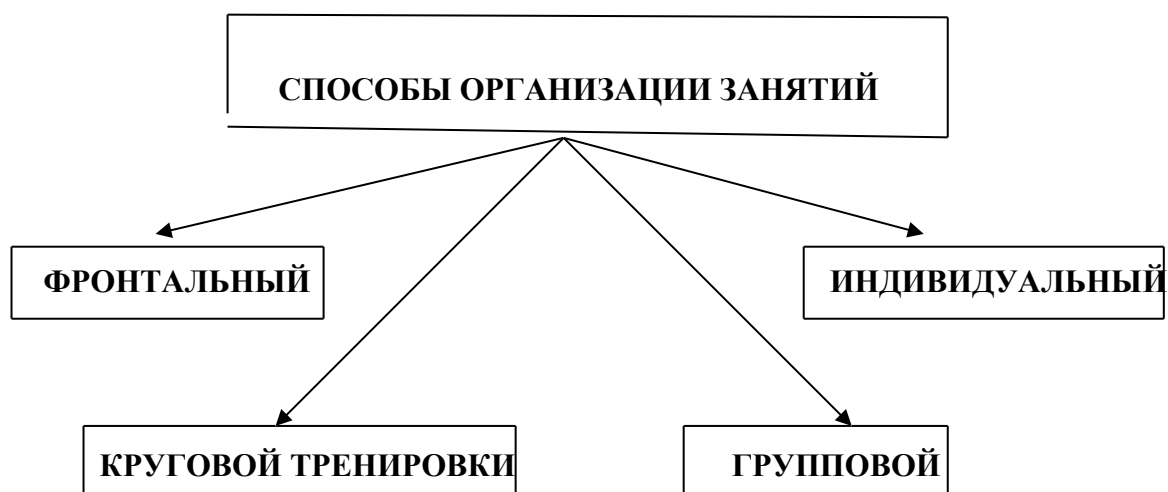 СПОСОБЫ ОРГАНИЗАЦИИ ЗАНЯТИЙ
ФРОНТАЛЬНЫЙ
ИНДИВИДУАЛЬНЫЙ
КРУГОВОЙ ТРЕНИРОВКИ
ГРУППОВОЙ